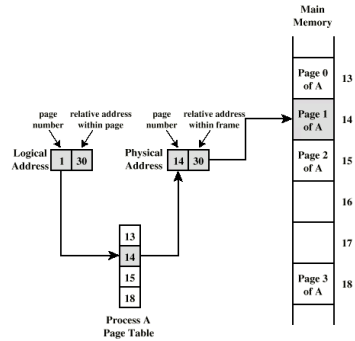 Main
Memory
Page 0
of A
13
page
number
relative address
within page
page
number
relative address
within frame
Page 1
of A
14
Logical
Address
1
30
Physical
Address
14
30
Page 2
of A
15
16
13
14
15
18
17
Page 3
of A
18
Process A
Page Table